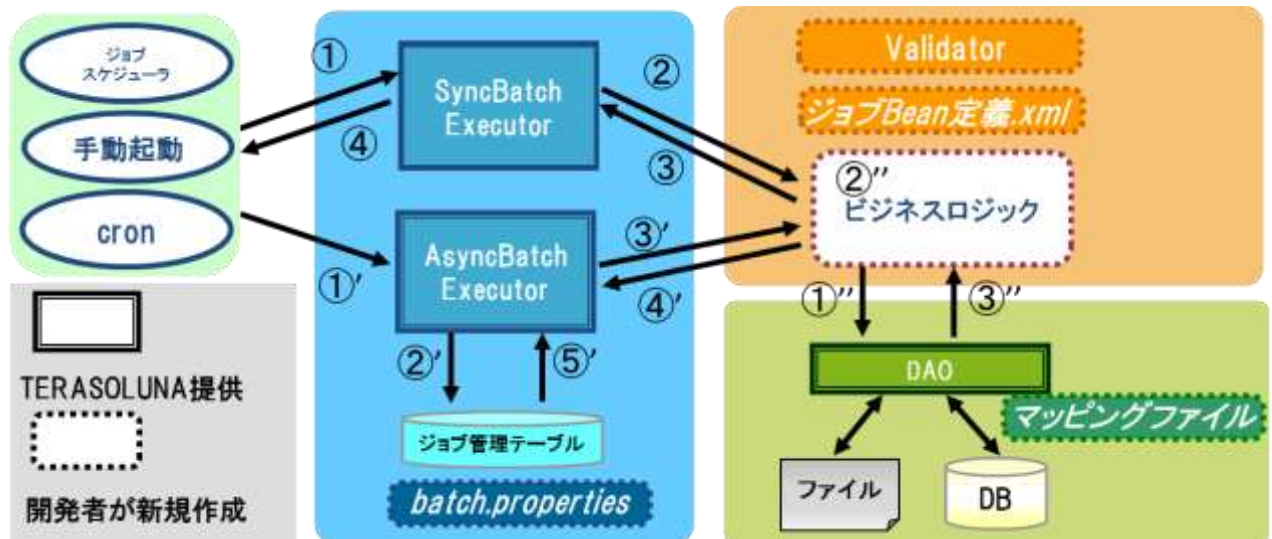 ジョブ
スケジューラ
手動起動
cron
TERASOLUNA提供
開発者が新規作成
①
④
①’
SyncBatch
Executor
AsyncBatch
Executor
②’
⑤’
ジョブ管理テーブル
batch.properties
②
③
③’
④’
Validator
ジョブBean定義.xml
②’’
ビジネスロジック
①’’
③’’
DAO
マッピングファイル
ファイル
DB